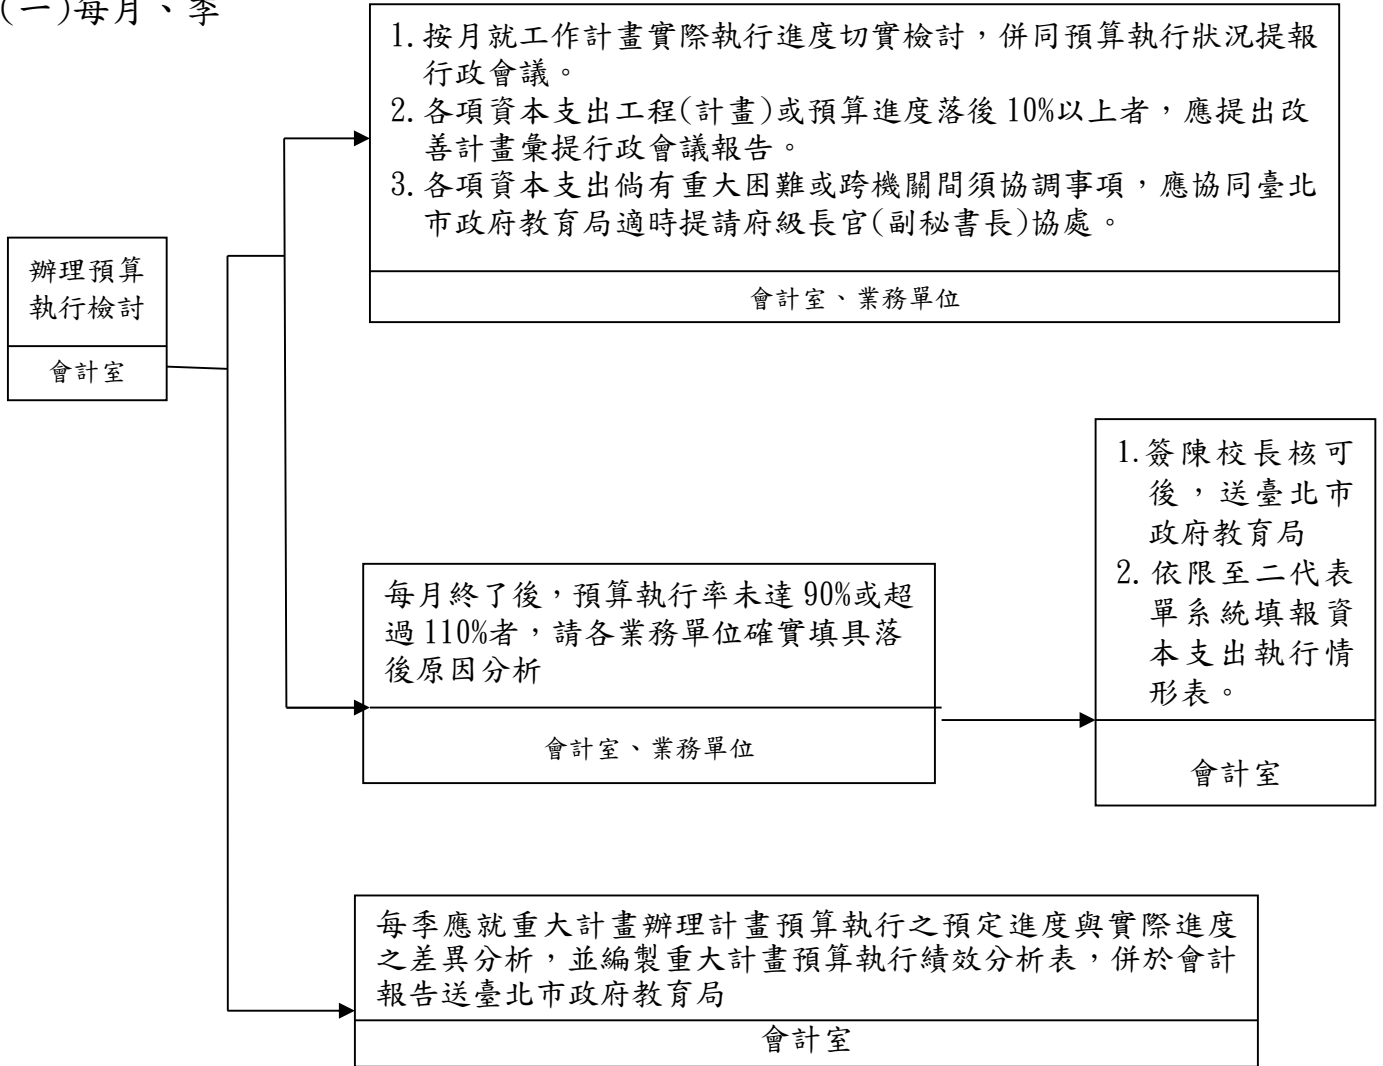 (一)每月、季
1.按月就工作計畫實際執行進度切實檢討，併同預算執行狀況提報
行政會議。
2.各項資本支出工程(計畫)或預算進度落後 10%以上者，應提出改
善計畫彙提行政會議報告。
3.各項資本支出倘有重大困難或跨機關間須協調事項，應協同臺北
市政府教育局適時提請府級長官(副秘書長)協處。
會計室、業務單位
辦理預算
執行檢討
會計室
每月終了後，預算執行率未達 90%或超
過 110%者，請各業務單位確實填具落
後原因分析
會計室、業務單位
1.簽陳校長核可
後，送臺北市
政府教育局
2.依限至二代表
單系統填報資
本支出執行情
形表。
會計室
每季應就重大計畫辦理計畫預算執行之預定進度與實際進度
之差異分析，並編製重大計畫預算執行績效分析表，併於會計
報告送臺北市政府教育局
會計室